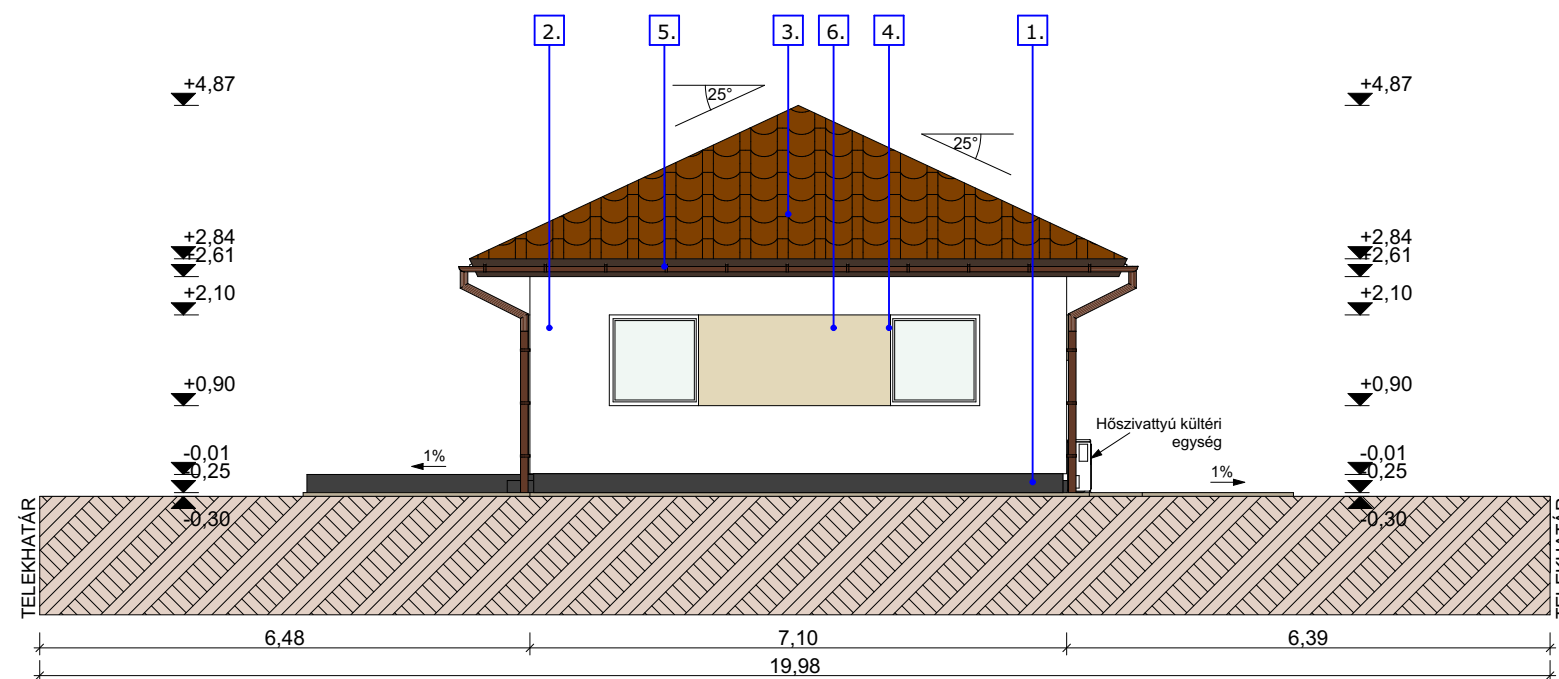 2. 5. 3. 6. 4. 1.
+4,87 25° +4,87
25°
+2,84 +2,84
+2,61 +2,61
+2,10 +2,10
+0,90 +0,90
Hőszivattyú kültéri
egység
-0,01 1% -0,01
-0,25 1% -0,25
-0,30 -0,30
TELEKHATÁR TELEKHATÁR
6,48 7,10 6,39
19,98